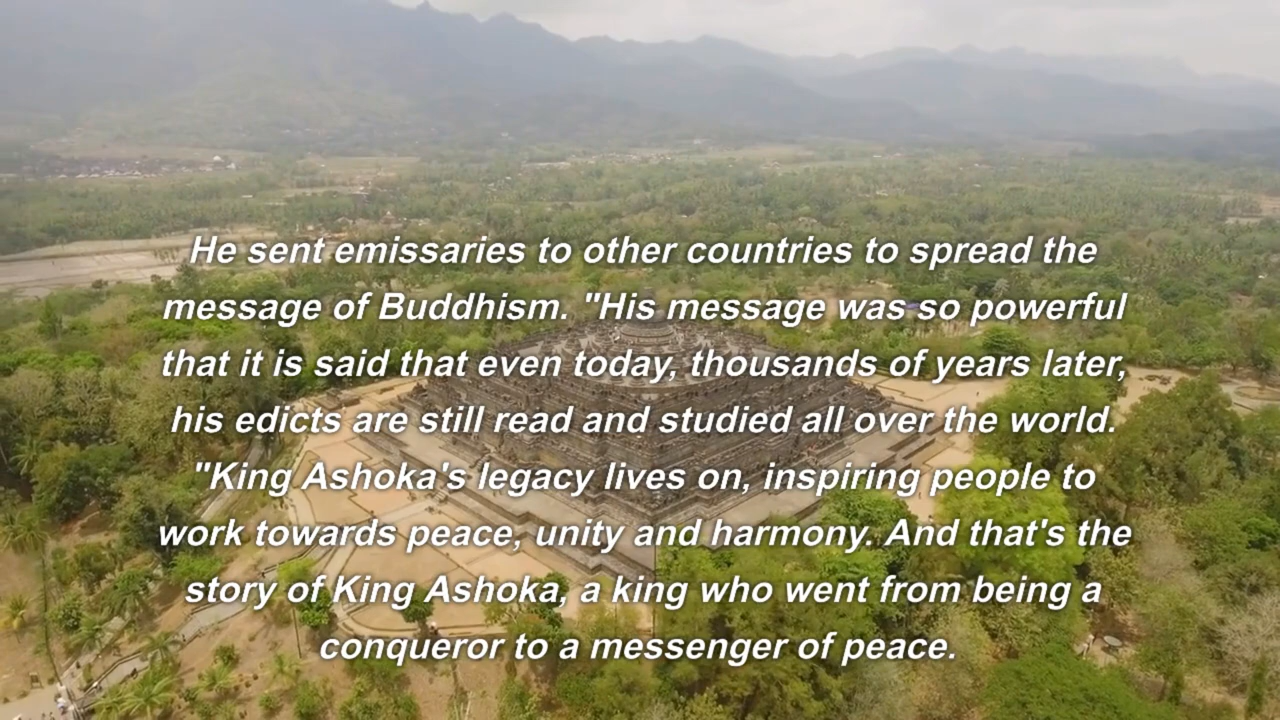 He sent emissaries to other countries to spread the
message of Buddhism. "His message was so powerful
that it is said that even today, thousands of years later,
his edicts are still read and studied all over the world.
"King Ashoka's legacy lives on, inspiring people to
work towards peace, unity and harmony. And that's the
story of King Ashoka, a king who went from being a
conqueror to a messenger of peace.